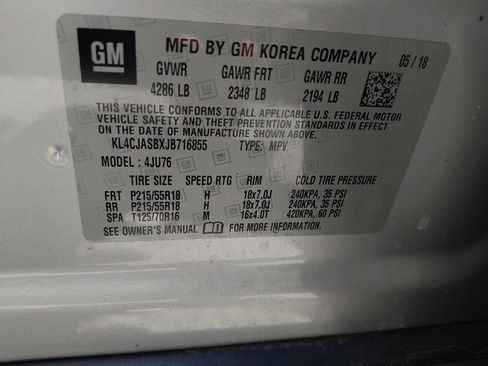 GM MFD BY GM KOREA COMPANY 05/18
GVWR GAWR FRT GAWR RR
4286 LB 2348 LB 2194 LB
THIS VEHICLE CONFORMS TO ALL APPLICABLE U.S. FEDERAL MOTOR
VEHICLE SAFETY, BUMPER, AND THEFT PREVENTION STANDARDS IN EFFECT
ON THE DATE OF MANUFACTURE SHOWN ABOVE.
KL4CJASBXJB716855 TYPE: MPV
MODEL: 4JU76
TIRE SIZE SPEED RTG RIM COLD TIRE PRESSURE
FRT P215/55R18 H 18x7.0J 240KPA, 35 PSI
RR P215/55R18 H 18x7.0J 240KPA, 35 PSI
SPA T125/70R16 M 16x4.0T 420KPA, 60 PSI
SEE OWNER'S MANUAL FOR MORE INFORMATION.